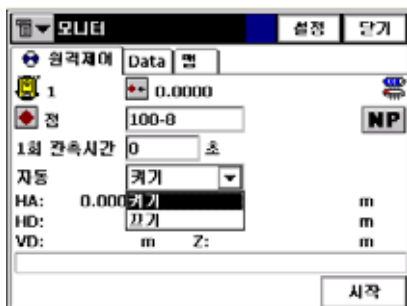 모니터 설정 닫기
원격제어 Data 맵
1 0.0000
점 100-8 NP
1회 칸측시간 0 초
자동 켜기
HA: 0.000 켜기 m
HD: 끄기 m
VD: m Z: m
시작